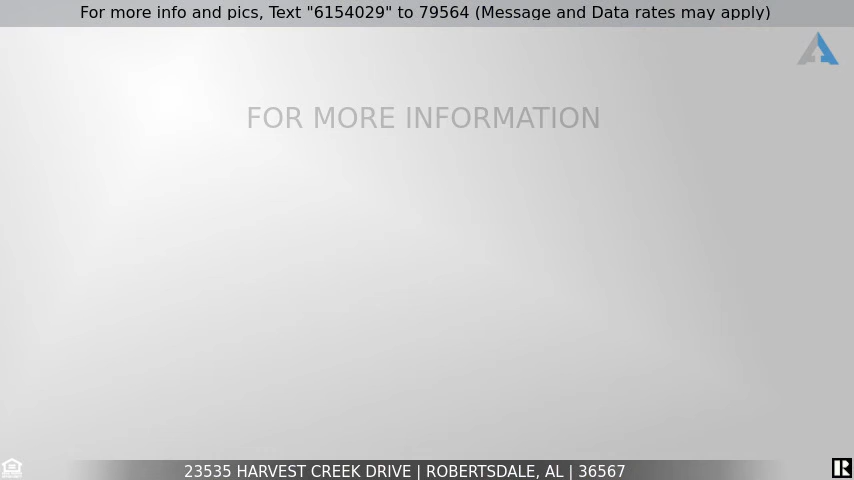 For more info and pics, Text "6154029" to 79564 (Message and Data rates may apply)
FOR MORE INFORMATION
23535 HARVEST CREEK DRIVE | ROBERTSDALE, AL | 36567